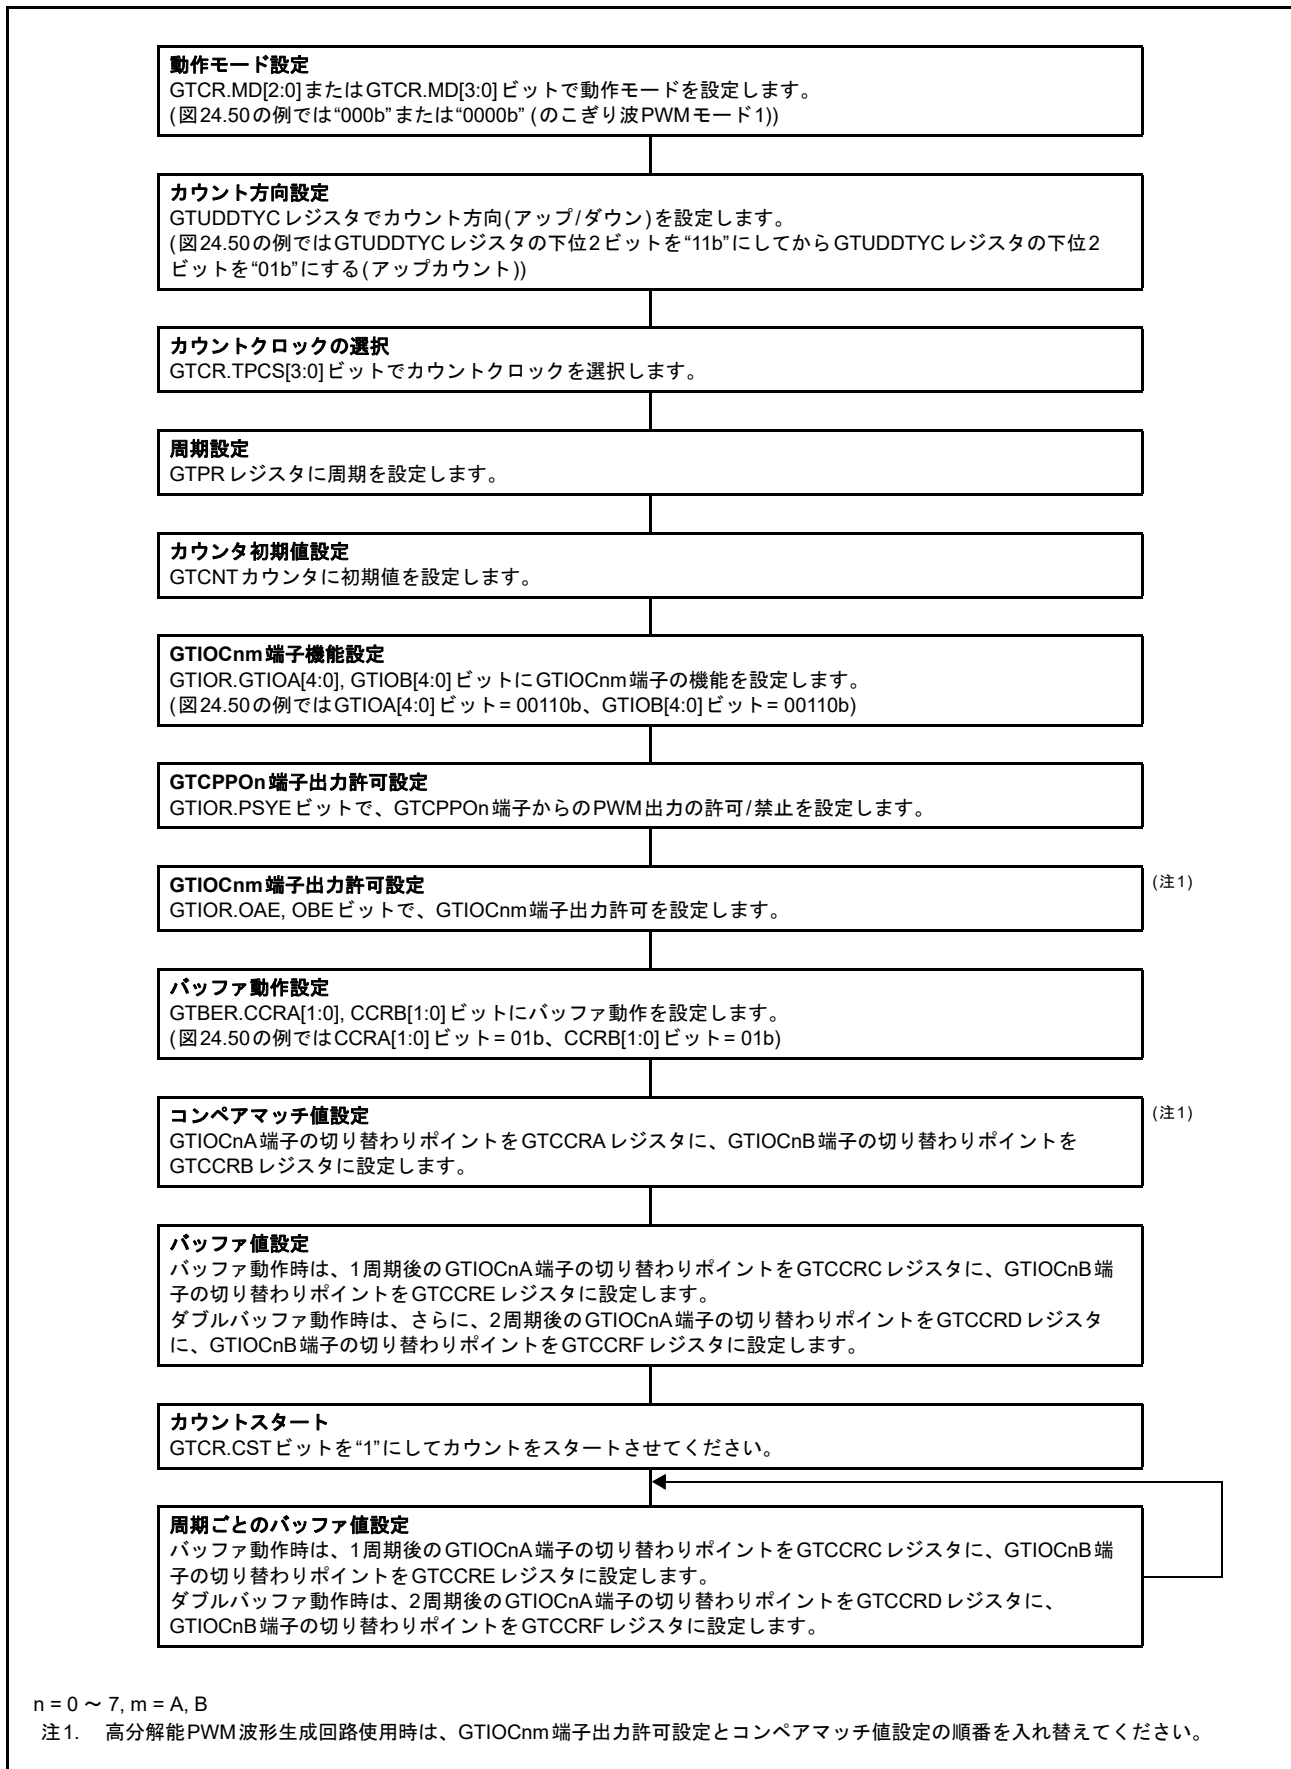 動作モード設定
GTCR.MD[2:0]またはGTCR.MD[3:0]ビットで動作モードを設定します。
(図24.50の例では“000b”または“0000b” (のこぎり波PWMモード1))
カウント方向設定
GTUDDTYCレジスタでカウント方向(アップ/ダウン)を設定します。
(図24.50の例ではGTUDDTYCレジスタの下位2ビットを“11b”にしてからGTUDDTYCレジスタの下位2
ビットを“01b”にする(アップカウント))
カウントクロックの選択
GTCR.TPCS[3:0]ビットでカウントクロックを選択します。
周期設定
GTPRレジスタに周期を設定します。
カウンタ初期値設定
GTCNTカウンタに初期値を設定します。
GTIOCnm端子機能設定
GTIOR.GTIOA[4:0], GTIOB[4:0]ビットにGTIOCnm端子の機能を設定します。
(図24.50の例ではGTIOA[4:0]ビット= 00110b、GTIOB[4:0]ビット= 00110b)
GTCPPOn端子出力許可設定
GTIOR.PSYEビットで、GTCPPOn端子からのPWM出力の許可/禁止を設定します。
GTIOCnm端子出力許可設定 (注1)
GTIOR.OAE, OBEビットで、GTIOCnm端子出力許可を設定します。
バッファ動作設定
GTBER.CCRA[1:0], CCRB[1:0]ビットにバッファ動作を設定します。
(図24.50の例ではCCRA[1:0]ビット= 01b、CCRB[1:0]ビット= 01b)
コンペアマッチ値設定 (注1)
GTIOCnA端子の切り替わりポイントをGTCCRAレジスタに、GTIOCnB端子の切り替わりポイントを
GTCCRBレジスタに設定します。
バッファ値設定
バッファ動作時は、1周期後のGTIOCnA端子の切り替わりポイントをGTCCRCレジスタに、GTIOCnB端
子の切り替わりポイントをGTCCREレジスタに設定します。
ダブルバッファ動作時は、さらに、2周期後のGTIOCnA端子の切り替わりポイントをGTCCRDレジスタ
に、GTIOCnB端子の切り替わりポイントをGTCCRFレジスタに設定します。
カウントスタート
GTCR.CSTビットを“1”にしてカウントをスタートさせてください。
周期ごとのバッファ値設定
バッファ動作時は、1周期後のGTIOCnA端子の切り替わりポイントをGTCCRCレジスタに、GTIOCnB端
子の切り替わりポイントをGTCCREレジスタに設定します。
ダブルバッファ動作時は、2周期後のGTIOCnA端子の切り替わりポイントをGTCCRDレジスタに、
GTIOCnB端子の切り替わりポイントをGTCCRFレジスタに設定します。
n = 0 ～ 7, m = A, B
注1. 高分解能PWM波形生成回路使用時は、GTIOCnm端子出力許可設定とコンペアマッチ値設定の順番を入れ替えてください。